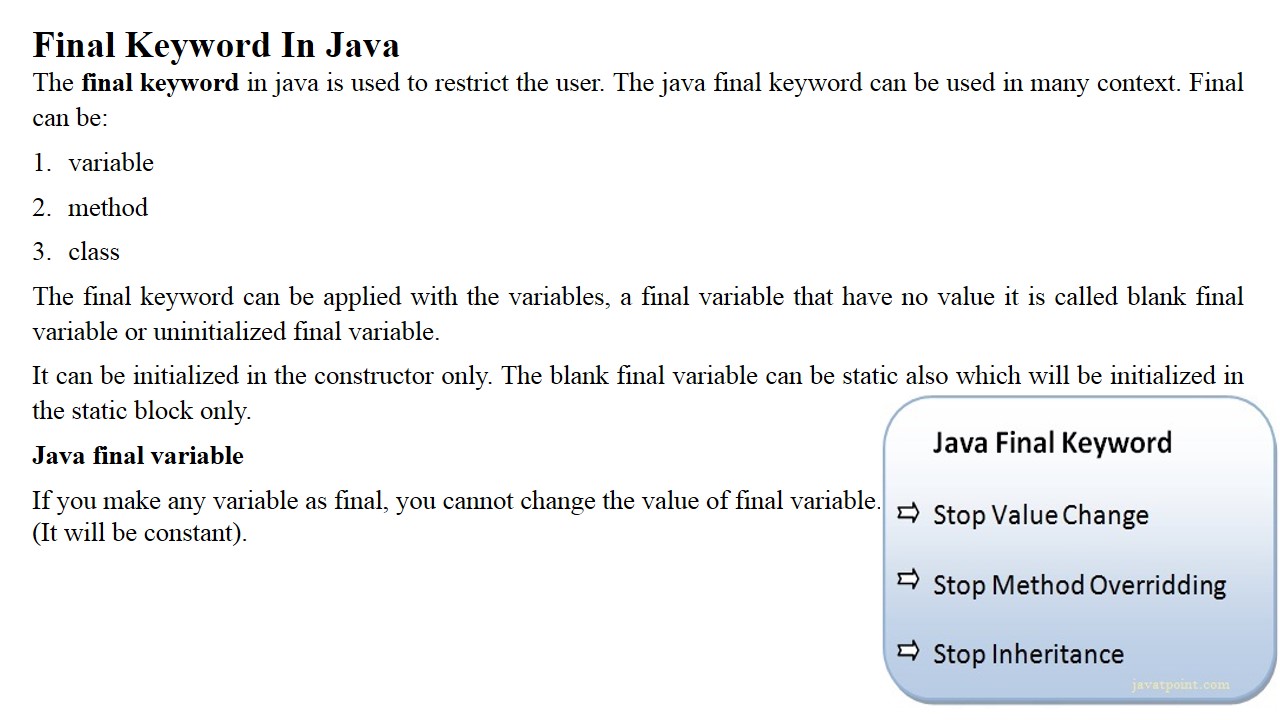 Final Keyword In Java
The final keyword in java is used to restrict the user. The java final keyword can be used in many context. Final
can be:
1. variable
2. method
3. class
The final keyword can be applied with the variables, a final variable that have no value it is called blank final
variable or uninitialized final variable.
It can be initialized in the constructor only. The blank final variable can be static also which will be initialized in
the static block only.
Java final variable
If you make any variable as final, you cannot change the value of final variable.
(It will be constant).
Java Final Keyword
⇨ Stop Value Change
⇨ Stop Method Overridding
⇨ Stop Inheritance
javatpoint.com